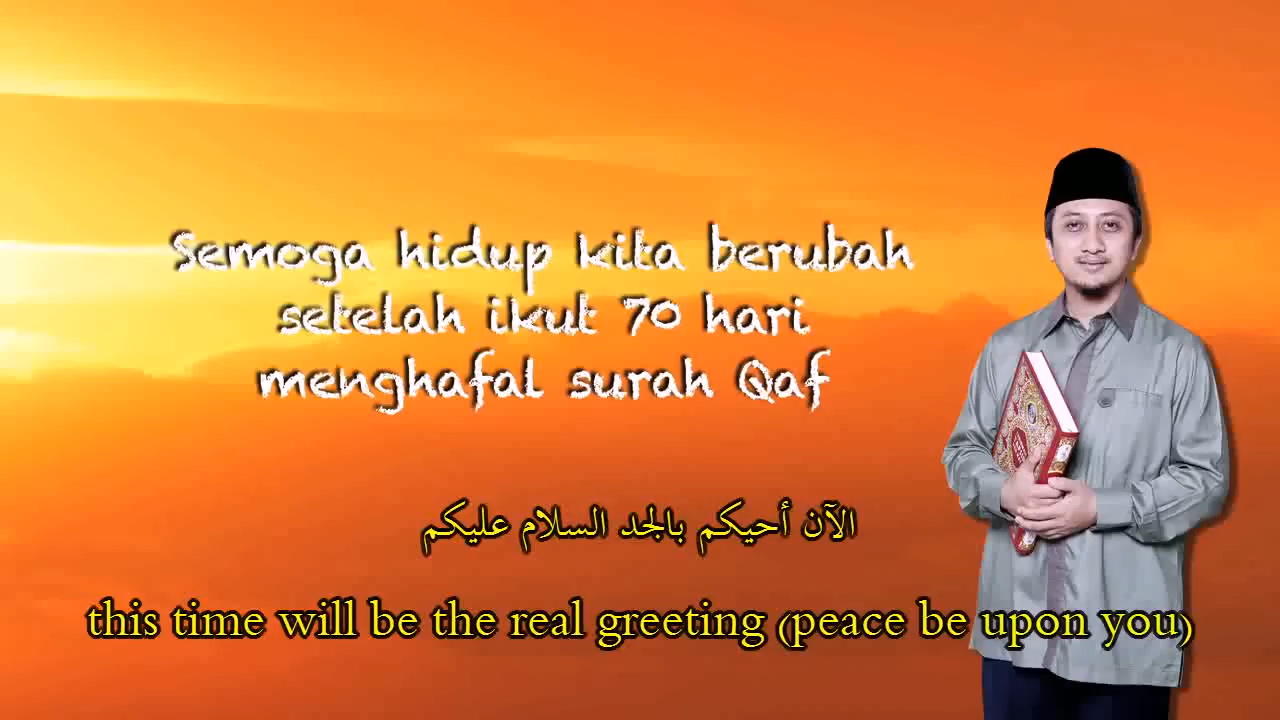 Semoga hidup kita berubah
setelah ikut 70 hari
menghafal surah Qaf
الآن أحيكم بالجد السلام عليكم
this time will be the real greeting (peace be upon you)